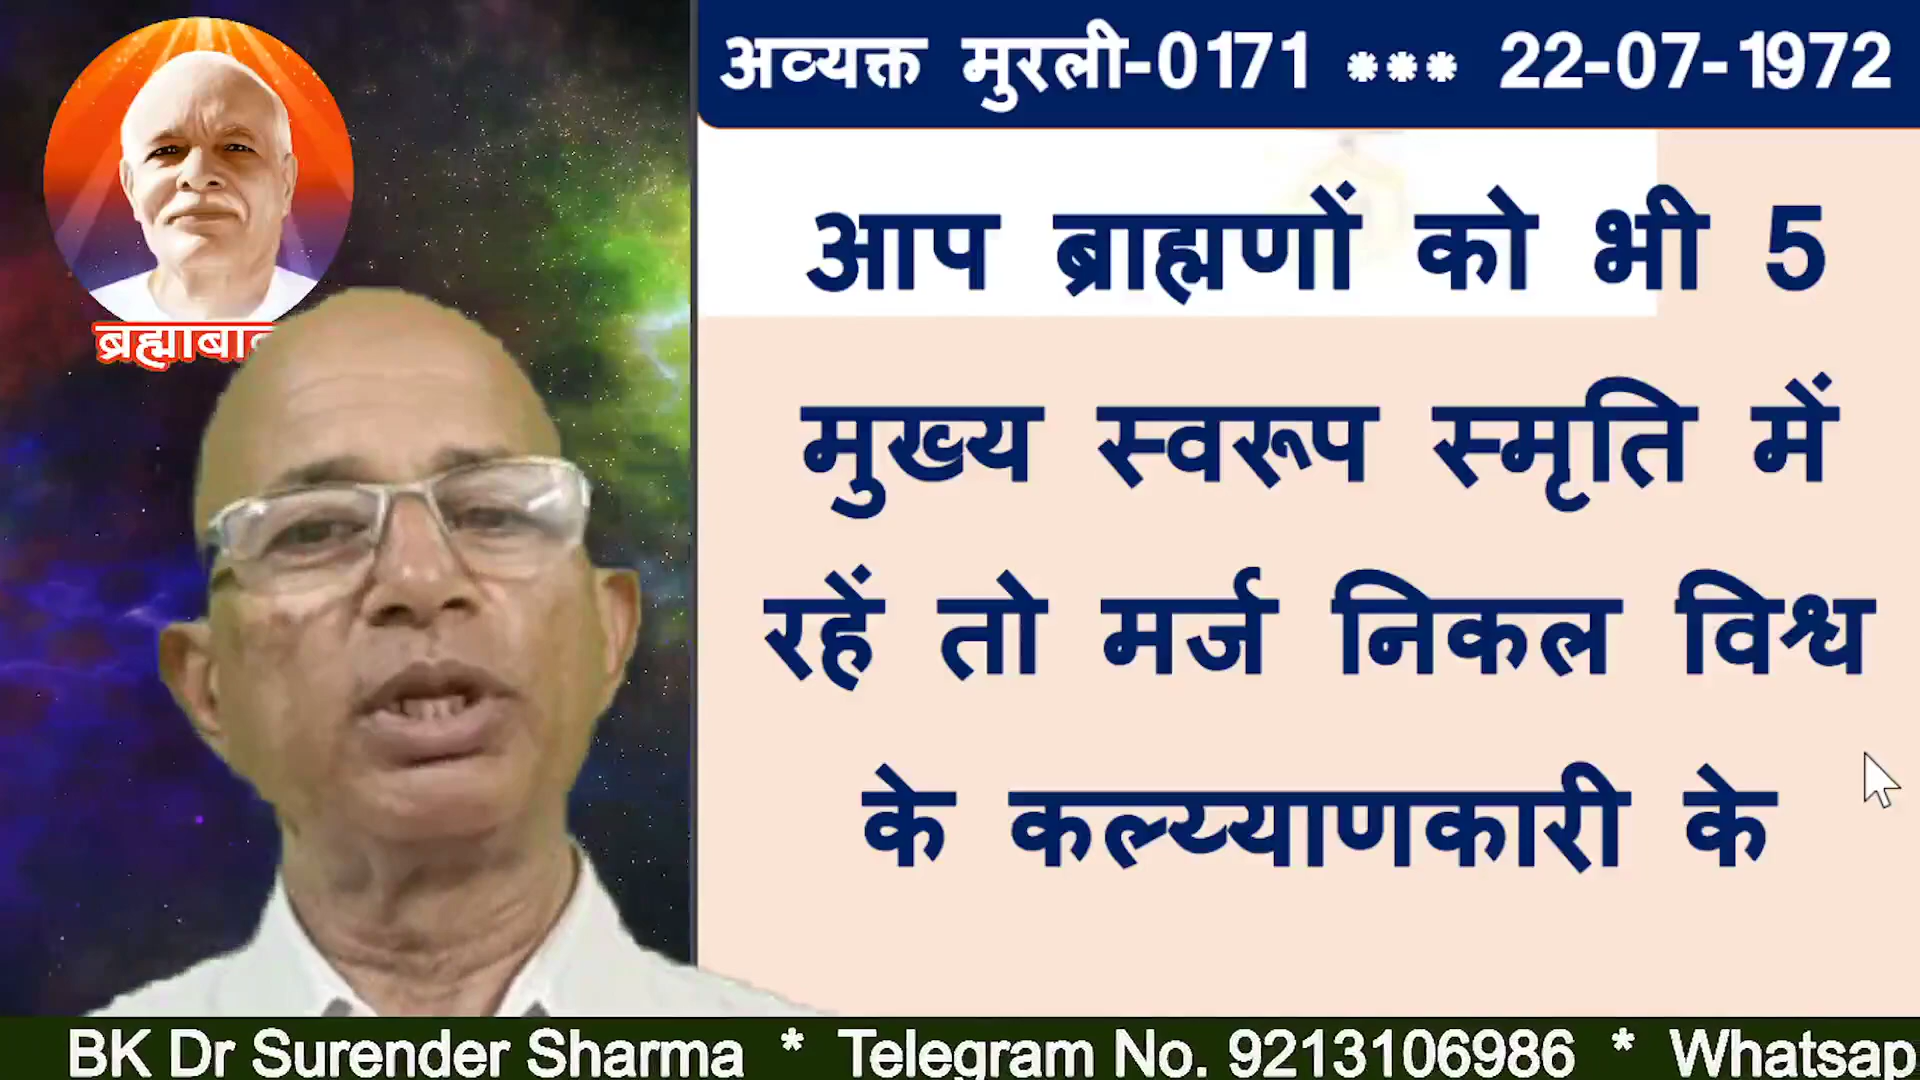 अव्यक्त मुरली-0171 *** 22-07-1972
ब्रह्माबा
आप ब्राह्मणों को भी 5
मुख्य स्वरूप स्मृति में
रहें तो मर्ज निकल विश्व
के कल्य्याणकारी के
BK Dr Surender Sharma * Telegram No. 9213106986 * Whatsap